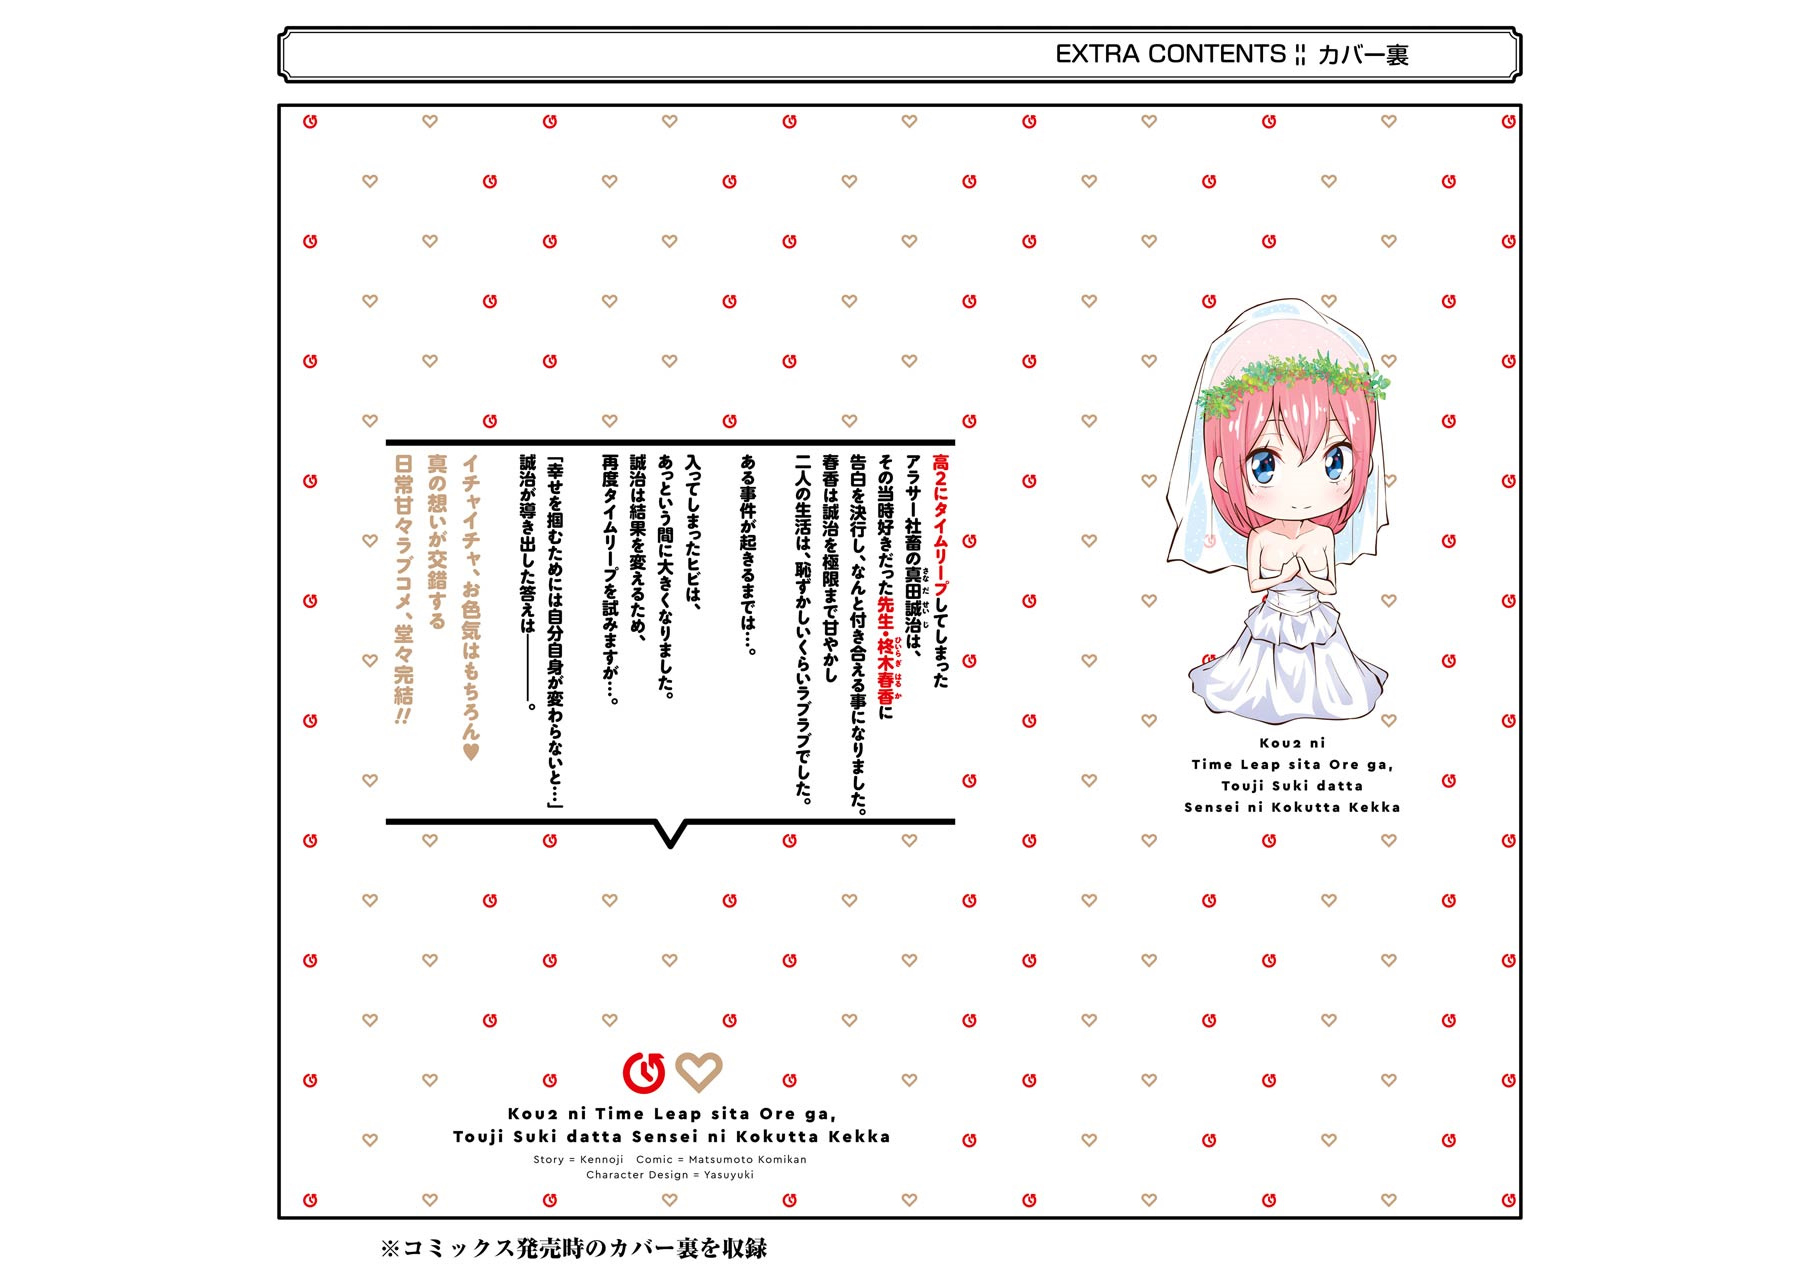 EXTRA CONTENTS ¦¦ カバー裏
高2にタイムリープしてしまった
アラサー社畜の真田誠治は、
さなだせいじ
その当時好きだった先生・柊木春香に
ひいらぎはるか
告白を決行し、なんと付き合える事になりました。
春香は誠治を極限まで甘やかし
二人の生活は、恥ずかしいくらいラブラブでした。
ある事件が起きるまでは…。
入ってしまったヒビは、
あっという間に大きくなりました。
誠治は結果を変えるため、
再度タイムリープを試みますが…。
「幸せを掴むためには自分自身が変わらないと…」
誠治が導き出した答えは―――。
イチャイチャ、お色気はもちろん♥
真の想いが交錯する
日常甘々ラブコメ、堂々完結!!
Kou2 ni
Time Leap sita Ore ga,
Touji Suki datta
Sensei ni Kokutta Kekka
Kou2 ni Time Leap sita Ore ga,
Touji Suki datta Sensei ni Kokutta Kekka
Story = Kennoji Comic = Matsumoto Komikan
Character Design = Yasuyuki
※コミックス発売時のカバー裏を収録